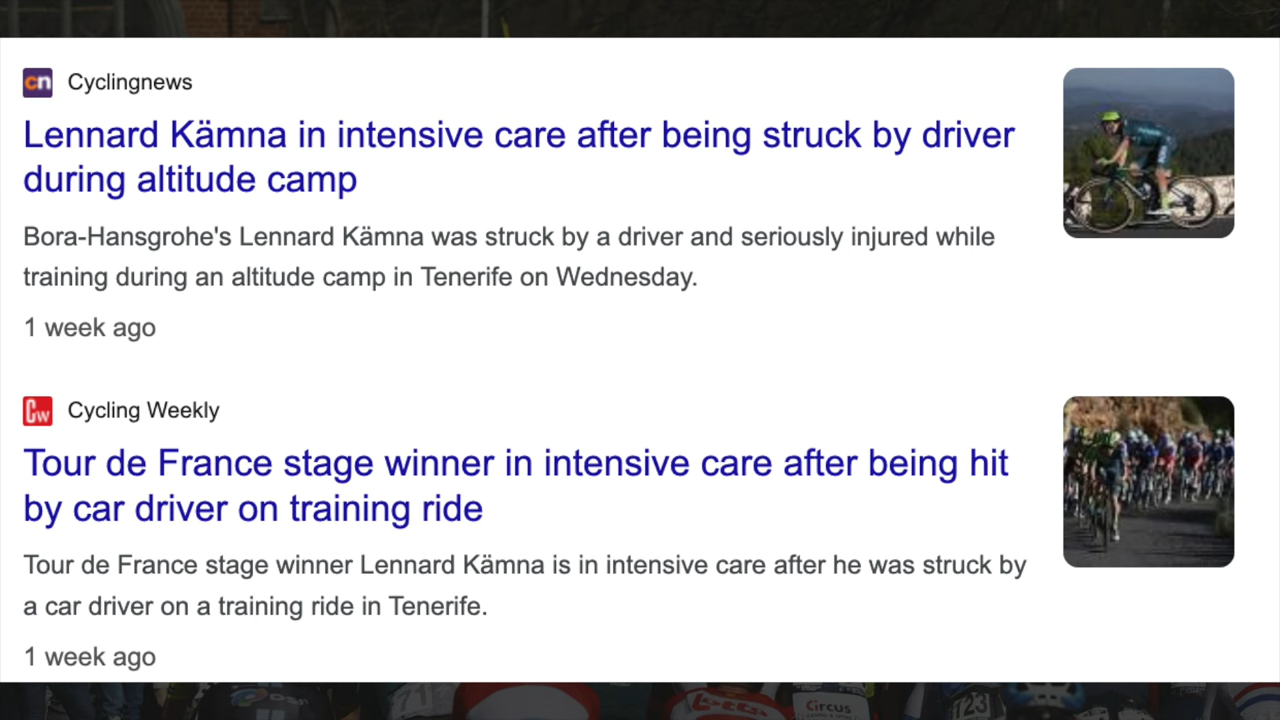 cn Cyclingnews
Lennard Kämna in intensive care after being struck by driver
during altitude camp
Bora-Hansgrohe's Lennard Kämna was struck by a driver and seriously injured while
training during an altitude camp in Tenerife on Wednesday.
1 week ago
CW Cycling Weekly
Tour de France stage winner in intensive care after being hit
by car driver on training ride
Tour de France stage winner Lennard Kämna is in intensive care after he was struck by
a car driver on a training ride in Tenerife.
1 week ago
Circus
123